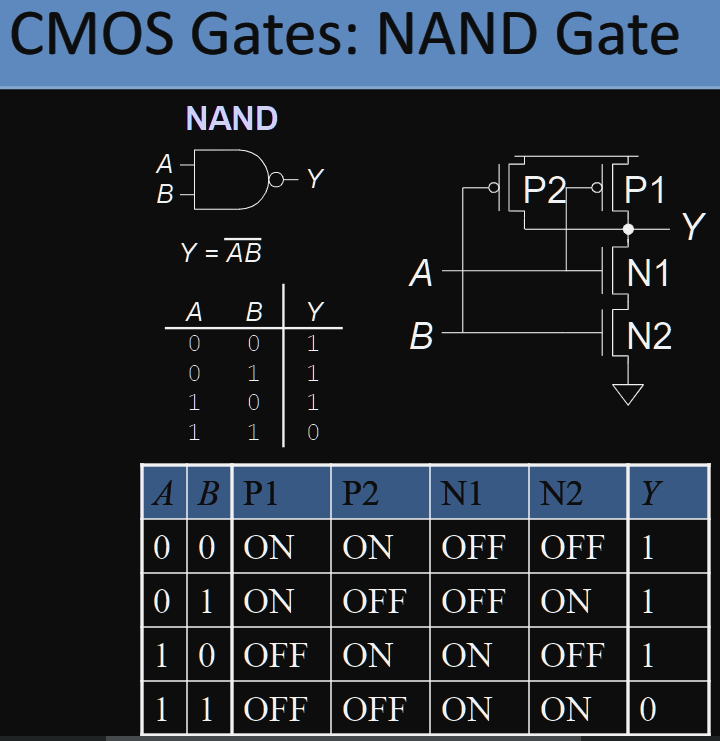 CMOS Gates: NAND Gate
NAND
A
B
Y
Y = A̅B̅
A B Y
0 0 1
0 1 1
1 0 1
1 1 0
P2 P1
Y
A N1
B N2
A B P1 P2 N1 N2 Y
0 0 ON ON OFF OFF 1
0 1 ON OFF OFF ON 1
1 0 OFF ON ON OFF 1
1 1 OFF OFF ON ON 0